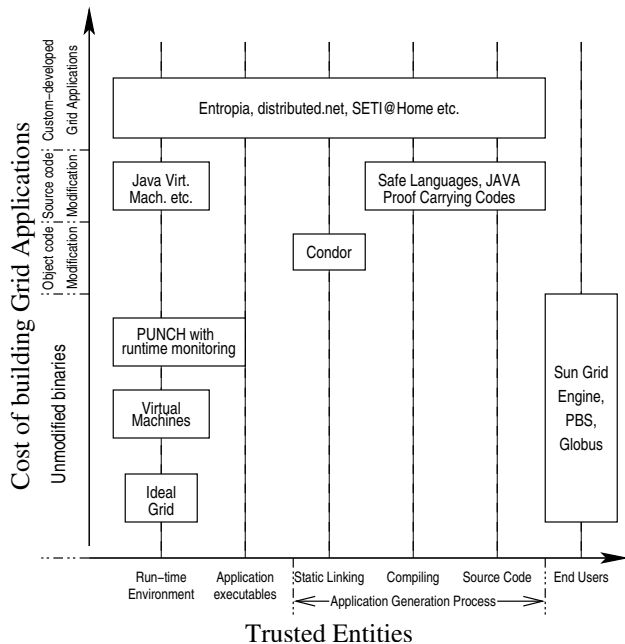 Cost of building Grid Applications
Custom-developed
Grid Applications
Source code
Modification
Object code
Modification
Unmodified binaries
Entropia, distributed.net, SETI@Home etc.
Java Virt.
Mach. etc.
Safe Languages, JAVA
Proof Carrying Codes
Condor
PUNCH with
runtime monitoring
Virtual
Machines
Ideal
Grid
Sun Grid
Engine,
PBS,
Globus
Run-time
Environment
Application
executables
Static Linking
Compiling
Source Code
End Users
Application Generation Process
Trusted Entities